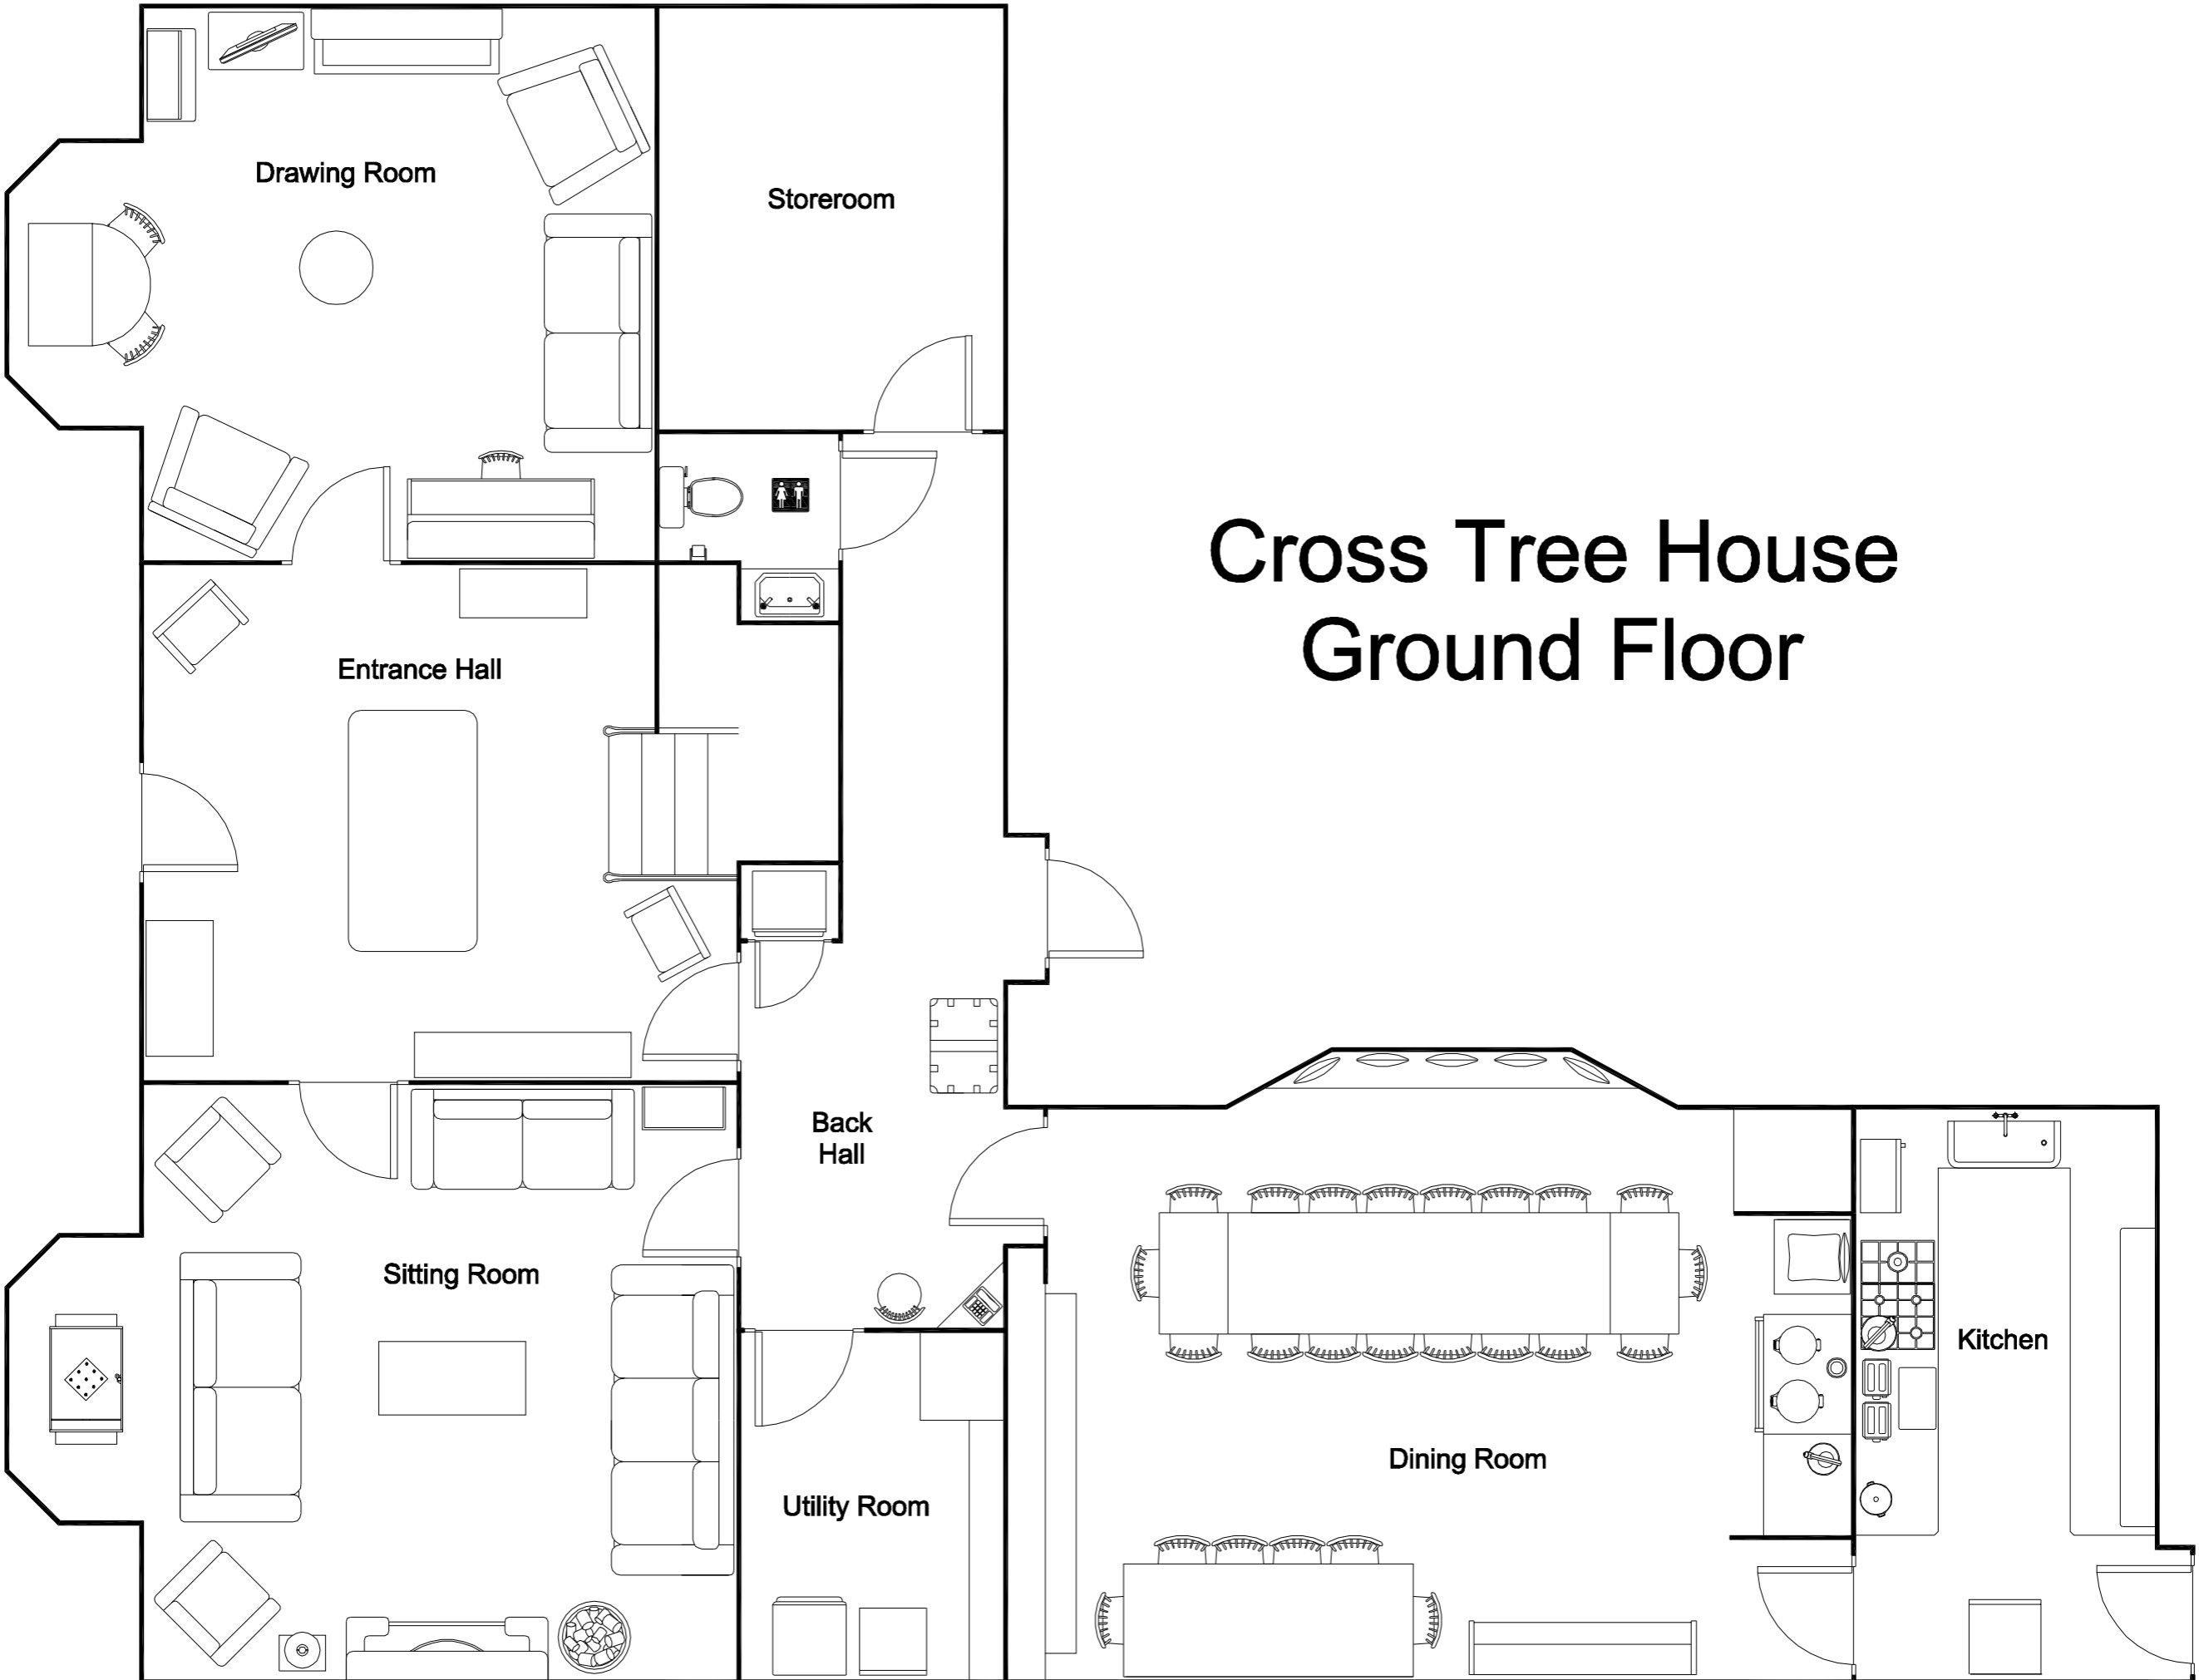 Drawing Room
Storeroom
Cross Tree House
Ground Floor
Entrance Hall
Back
Hall
Sitting Room
Kitchen
Dining Room
Utility Room